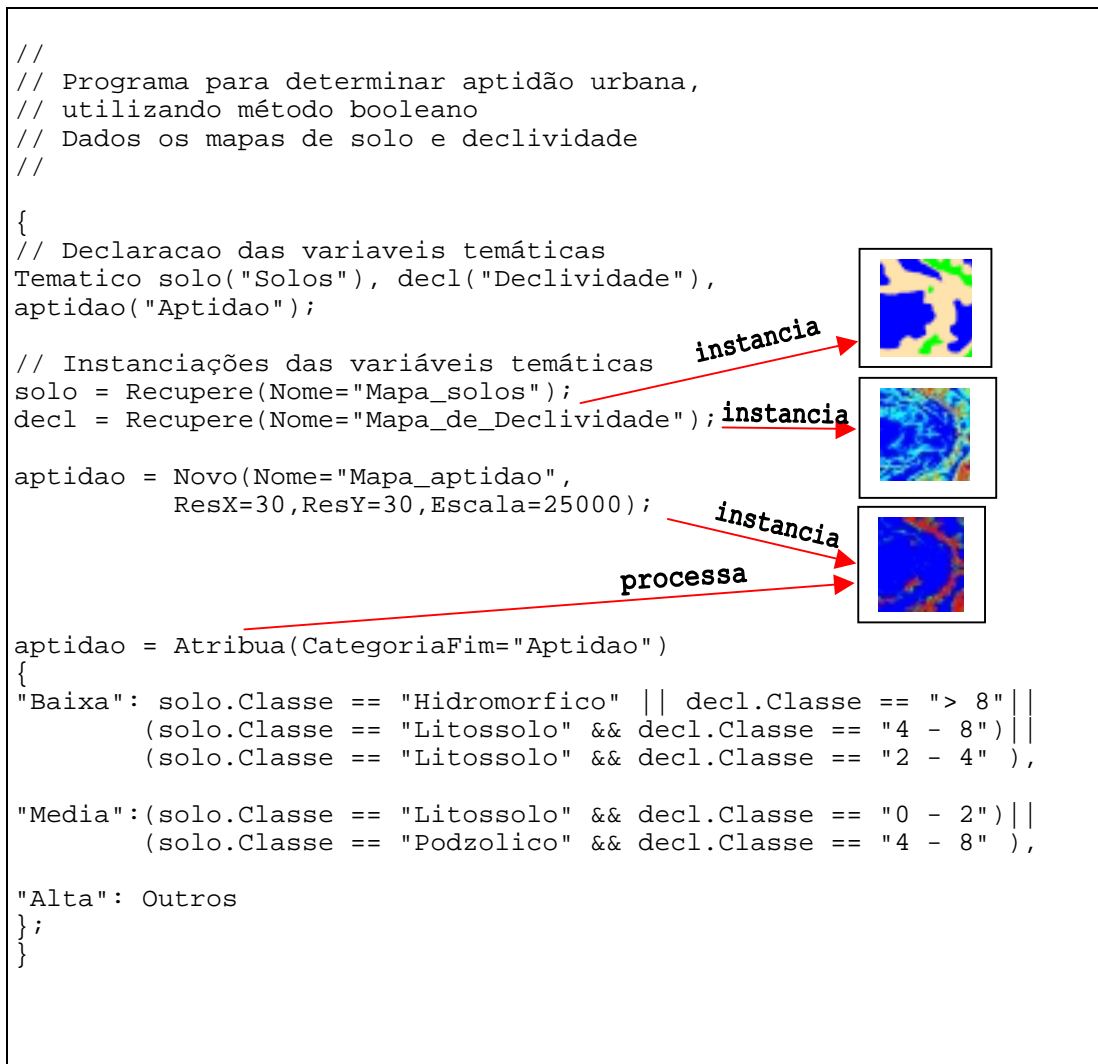 //
// Programa para determinar aptidão urbana,
// utilizando método booleano
// Dados os mapas de solo e declividade
//
{
// Declaracao das variaveis temáticas
Tematico solo("Solos"), decl("Declividade"),
aptidao("Aptidao");
// Instanciações das variáveis temáticas
instancia
solo = Recupere(Nome="Mapa_solos");
decl = Recupere(Nome="Mapa_de_Declividade"); instancia
aptidao = Novo(Nome="Mapa_aptidao",
ResX=30,ResY=30,Escala=25000);
instancia
processa
aptidao = Atribua(CategoriaFim="Aptidao")
{
"Baixa": solo.Classe == "Hidromorfico" || decl.Classe == "> 8"||
(solo.Classe == "Litossolo" && decl.Classe == "4 - 8")||
(solo.Classe == "Litossolo" && decl.Classe == "2 - 4" ),
"Media":(solo.Classe == "Litossolo" && decl.Classe == "0 - 2")||
(solo.Classe == "Podzolico" && decl.Classe == "4 - 8" ),
"Alta": Outros
};
}